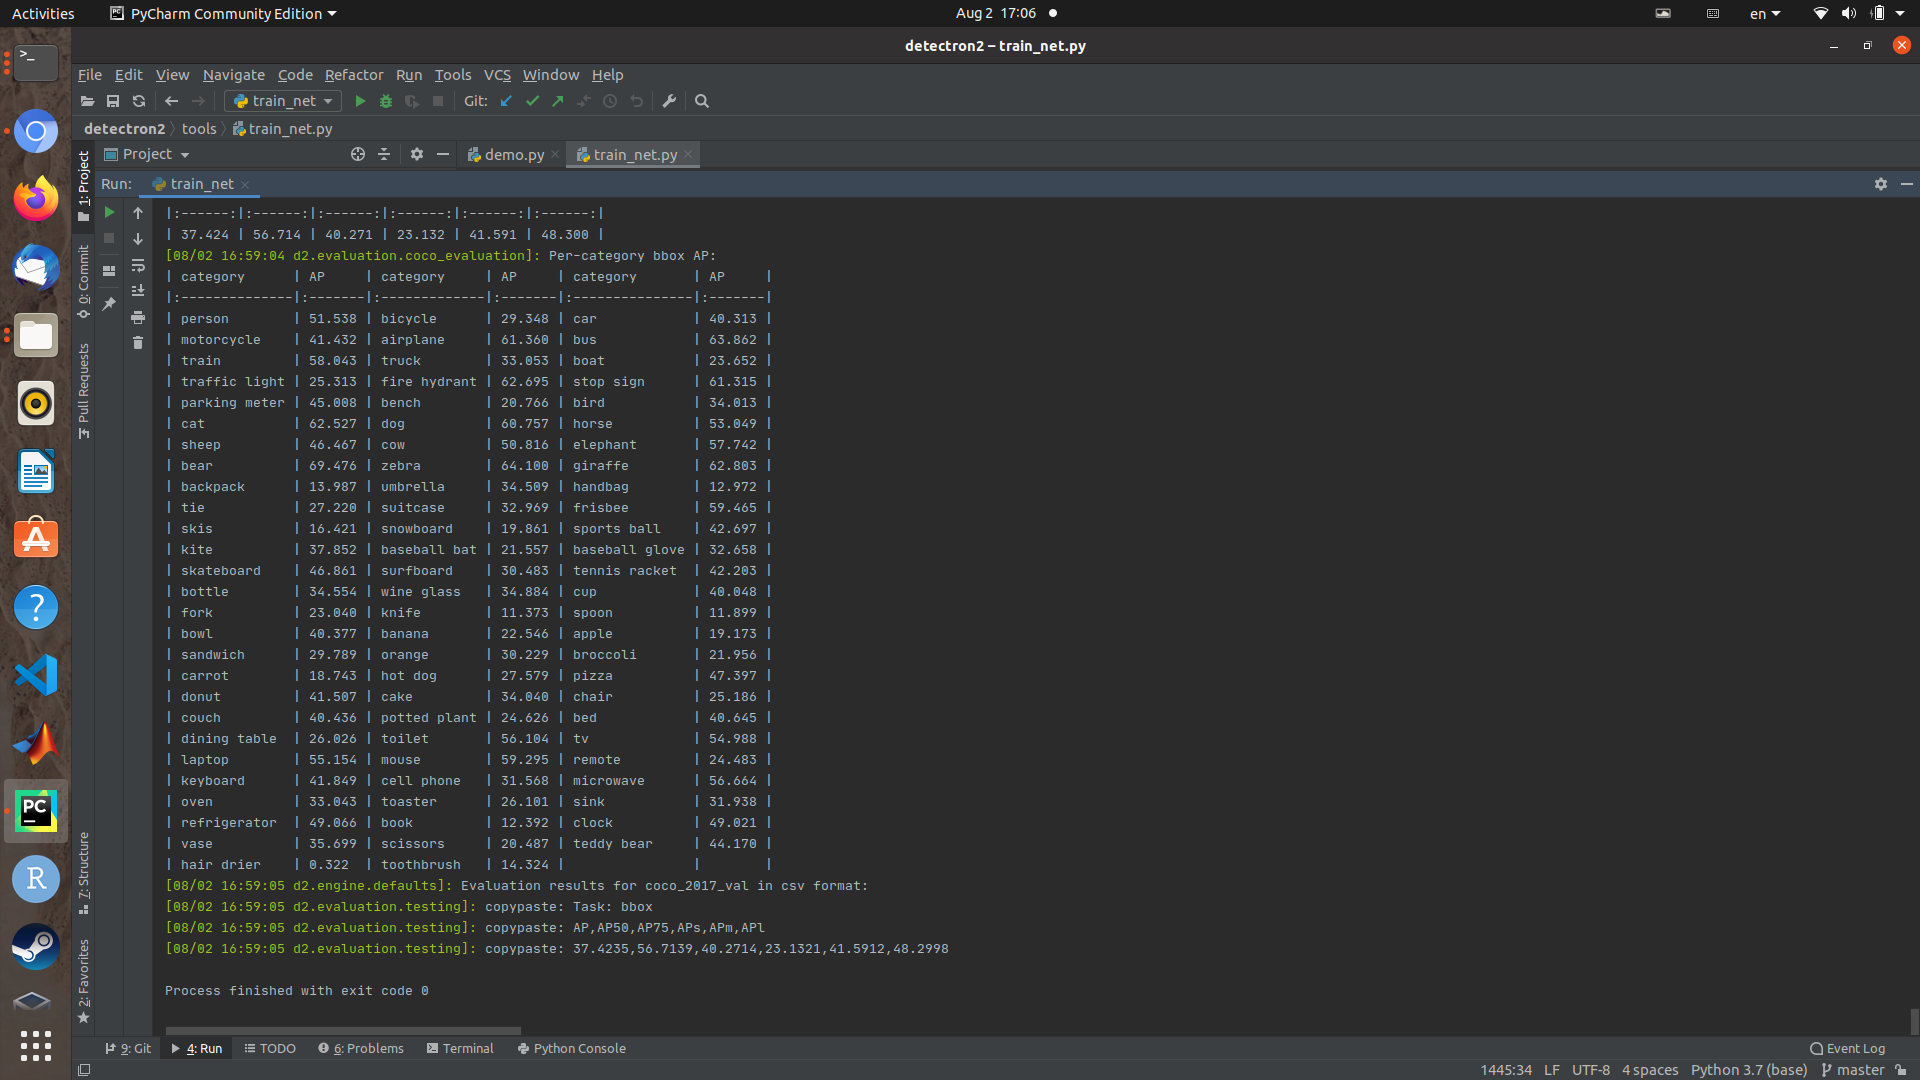 Activities PyCharm Community Edition Aug 2 17:06 en
detectron2 – train_net.py
File Edit View Navigate Code Refactor Run Tools VCS Window Help
train_net Git:
detectron2 tools train_net.py
Project demo.py train_net.py
Run: train_net
1: Project
0: Commit
Pull Requests
7: Structure
2: Favorites
|:------:|:------:|:------:|:------:|:------:|:------:|
| 37.424 | 56.714 | 40.271 | 23.132 | 41.591 | 48.300 |
[08/02 16:59:04 d2.evaluation.coco_evaluation]: Per-category bbox AP:
| category | AP | category | AP | category | AP |
|:--------------|:-------|:-------------|:-------|:---------------|:-------|
| person | 51.538 | bicycle | 29.348 | car | 40.313 |
| motorcycle | 41.432 | airplane | 61.360 | bus | 63.862 |
| train | 58.043 | truck | 33.053 | boat | 23.652 |
| traffic light | 25.313 | fire hydrant | 62.695 | stop sign | 61.315 |
| parking meter | 45.008 | bench | 20.766 | bird | 34.013 |
| cat | 62.527 | dog | 60.757 | horse | 53.049 |
| sheep | 46.467 | cow | 50.816 | elephant | 57.742 |
| bear | 69.476 | zebra | 64.100 | giraffe | 62.803 |
| backpack | 13.987 | umbrella | 34.509 | handbag | 12.972 |
| tie | 27.220 | suitcase | 32.969 | frisbee | 59.465 |
| skis | 16.421 | snowboard | 19.861 | sports ball | 42.697 |
| kite | 37.852 | baseball bat | 21.557 | baseball glove | 32.658 |
| skateboard | 46.861 | surfboard | 30.483 | tennis racket | 42.203 |
| bottle | 34.554 | wine glass | 34.884 | cup | 40.048 |
| fork | 23.040 | knife | 11.373 | spoon | 11.899 |
| bowl | 40.377 | banana | 22.546 | apple | 19.173 |
| sandwich | 29.789 | orange | 30.229 | broccoli | 21.956 |
| carrot | 18.743 | hot dog | 27.579 | pizza | 47.397 |
| donut | 41.507 | cake | 34.040 | chair | 25.186 |
| couch | 40.436 | potted plant | 24.626 | bed | 40.645 |
| dining table | 26.026 | toilet | 56.104 | tv | 54.988 |
| laptop | 55.154 | mouse | 59.295 | remote | 24.483 |
| keyboard | 41.849 | cell phone | 31.568 | microwave | 56.664 |
| oven | 33.043 | toaster | 26.101 | sink | 31.938 |
| refrigerator | 49.066 | book | 12.392 | clock | 49.021 |
| vase | 35.699 | scissors | 20.487 | teddy bear | 44.170 |
| hair drier | 0.322 | toothbrush | 14.324 | | |
[08/02 16:59:05 d2.engine.defaults]: Evaluation results for coco_2017_val in csv format:
[08/02 16:59:05 d2.evaluation.testing]: copypaste: Task: bbox
[08/02 16:59:05 d2.evaluation.testing]: copypaste: AP,AP50,AP75,APs,APm,APl
[08/02 16:59:05 d2.evaluation.testing]: copypaste: 37.4235,56.7139,40.2714,23.1321,41.5912,48.2998
Process finished with exit code 0
9: Git 4: Run TODO 6: Problems Terminal Python Console Event Log
1445:34 LF UTF-8 4 spaces Python 3.7 (base) master